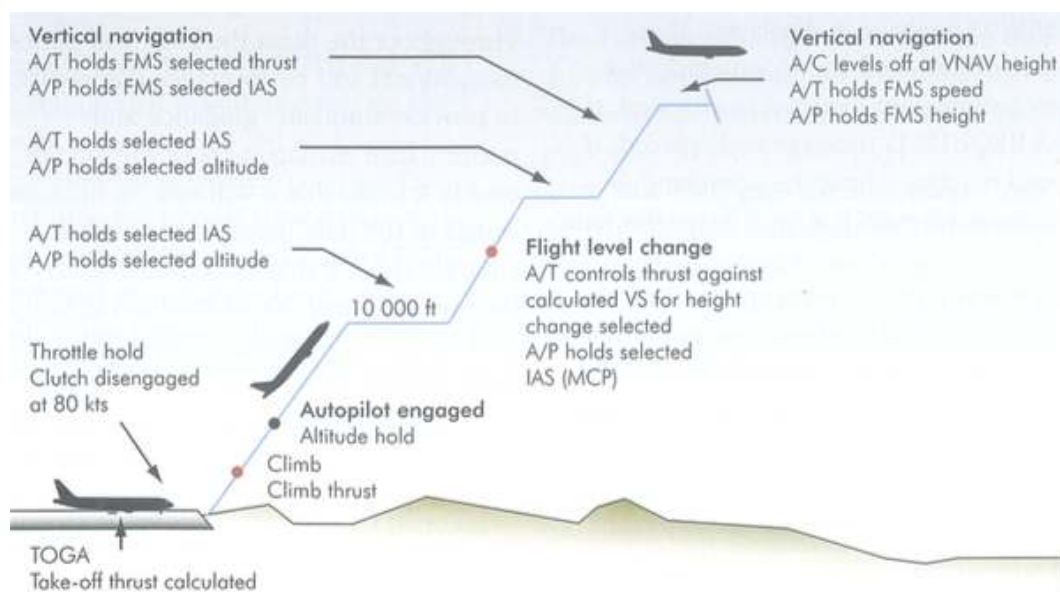 Vertical navigation
A/T holds FMS selected thrust
A/P holds FMS selected IAS
Vertical navigation
A/C levels off at VNAV height
A/T holds FMS speed
A/P holds FMS height
A/T holds selected IAS
A/P holds selected altitude
A/T holds selected IAS
A/P holds selected altitude
Flight level change
A/T controls thrust against
calculated VS for height
change selected
A/P holds selected
IAS (MCP)
10 000 ft
Throttle hold
Clutch disengaged
at 80 kts
Autopilot engaged
Altitude hold
Climb
Climb thrust
TOGA
Take-off thrust calculated